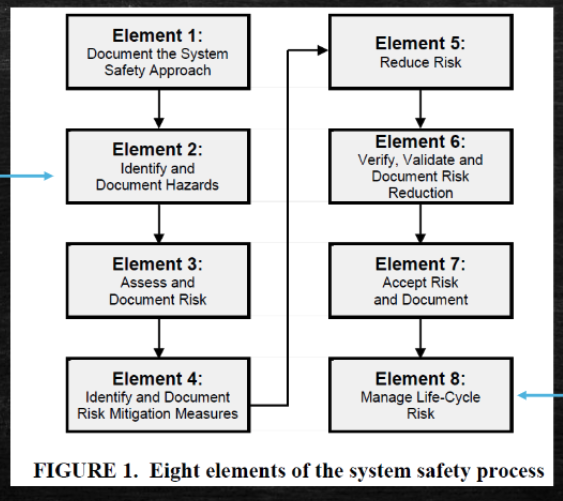 Element 1:
Document the System
Safety Approach
Element 2:
Identify and
Document Hazards
Element 3:
Assess and
Document Risk
Element 4:
Identify and Document
Risk Mitigation Measures
Element 5:
Reduce Risk
Element 6:
Verify, Validate and
Document Risk
Reduction
Element 7:
Accept Risk
and Document
Element 8:
Manage Life-Cycle
Risk
FIGURE 1. Eight elements of the system safety process